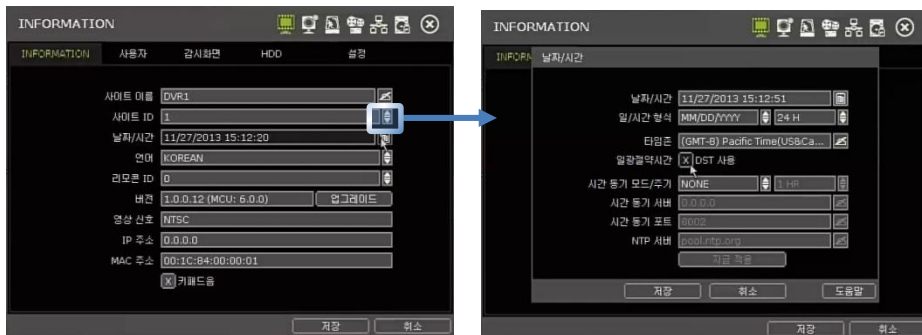 INFORMATION
INFORMATION 사용자 감시화면 HDD 설정
사이트 이름 DVR1
사이트 ID 1
날짜/시간 11/27/2013 15:12:20
언어 KOREAN
리모콘 ID 0
버전 1.0.0.12 (MCU: 6.0.0) 업그레이드
영상 신호 NTSC
IP 주소 0.0.0.0
MAC 주소 00:1C:84:00:00:01
X 키패드음
저장 취소
INFORMATION
INFORM
날짜/시간
날짜/시간 11/27/2013 15:12:51
일/시간 형식 MM/DD/YYYY 24 H
타임존 (GMT-8) Pacific Time(US&Ca...
일광절약시간 X DST 사용
시간 동기 모드/주기 NONE 1 HR
시간 동기 서버 0.0.0.0
시간 동기 포트 8002
NTP 서버 pool.ntp.org
지금 적용
저장 취소 도움말
저장 취소